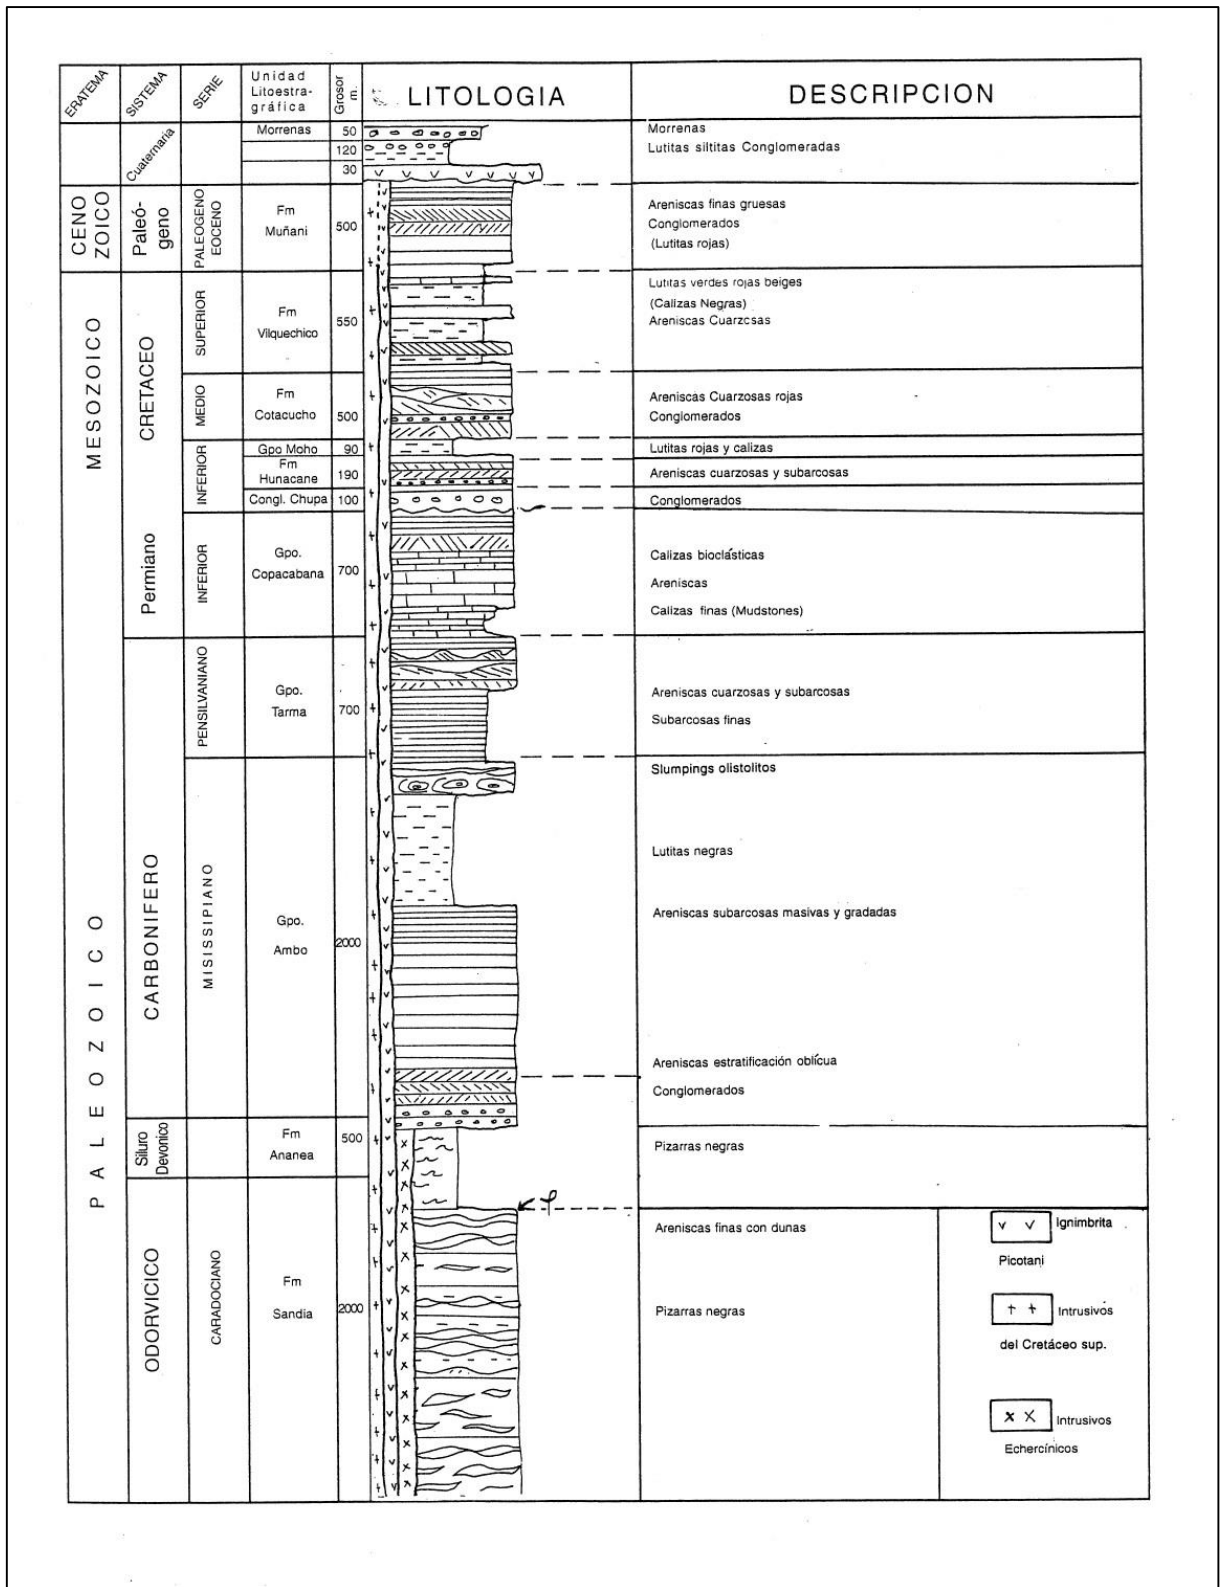 ERATEMA
SISTEMA
SERIE
Unidad
Litoestra-
gráfica
Grosor
m.
LITOLOGIA
DESCRIPCION
Cuaternaria
Morrenas
50
120
30
Morrenas
Lutitas siltitas Conglomeradas
CENO
ZOICO
Paleó-
geno
PALEOGENO
EOCENO
Fm
Muñani
500
Areniscas finas gruesas
Conglomerados
(Lutitas rojas)
MESOZOICO
CRETACEO
SUPERIOR
Fm
Vilquechico
550
Lutitas verdes rojas beiges
(Calizas Negras)
Areniscas Cuarzosas
MEDIO
Fm
Cotacucho
500
Areniscas Cuarzosas rojas
Conglomerados
INFERIOR
Gpo Moho
90
Lutitas rojas y calizas
Fm
Hunacane
190
Areniscas cuarzosas y subarcosas
Congl. Chupa
100
Conglomerados
Permiano
INFERIOR
Gpo.
Copacabana
700
Calizas bioclásticas
Areniscas
Calizas finas (Mudstones)
PALEOZOICO
CARBONIFERO
PENSILVANIANO
Gpo.
Tarma
700
Areniscas cuarzosas y subarcosas
Subarcosas finas
MISISSIPIANO
Gpo.
Ambo
2000
Slumpings olistolitos
Lutitas negras
Areniscas subarcosas masivas y gradadas
Areniscas estratificación oblícua
Conglomerados
Siluro
Devonico
Fm
Ananea
500
Pizarras negras
ODORVICICO
CARADOCIANO
Fm
Sandia
2000
Areniscas finas con dunas
Pizarras negras
v v Ignimbrita
Picotani
+ + Intrusivos
del Cretáceo sup.
x x Intrusivos
Echercínicos